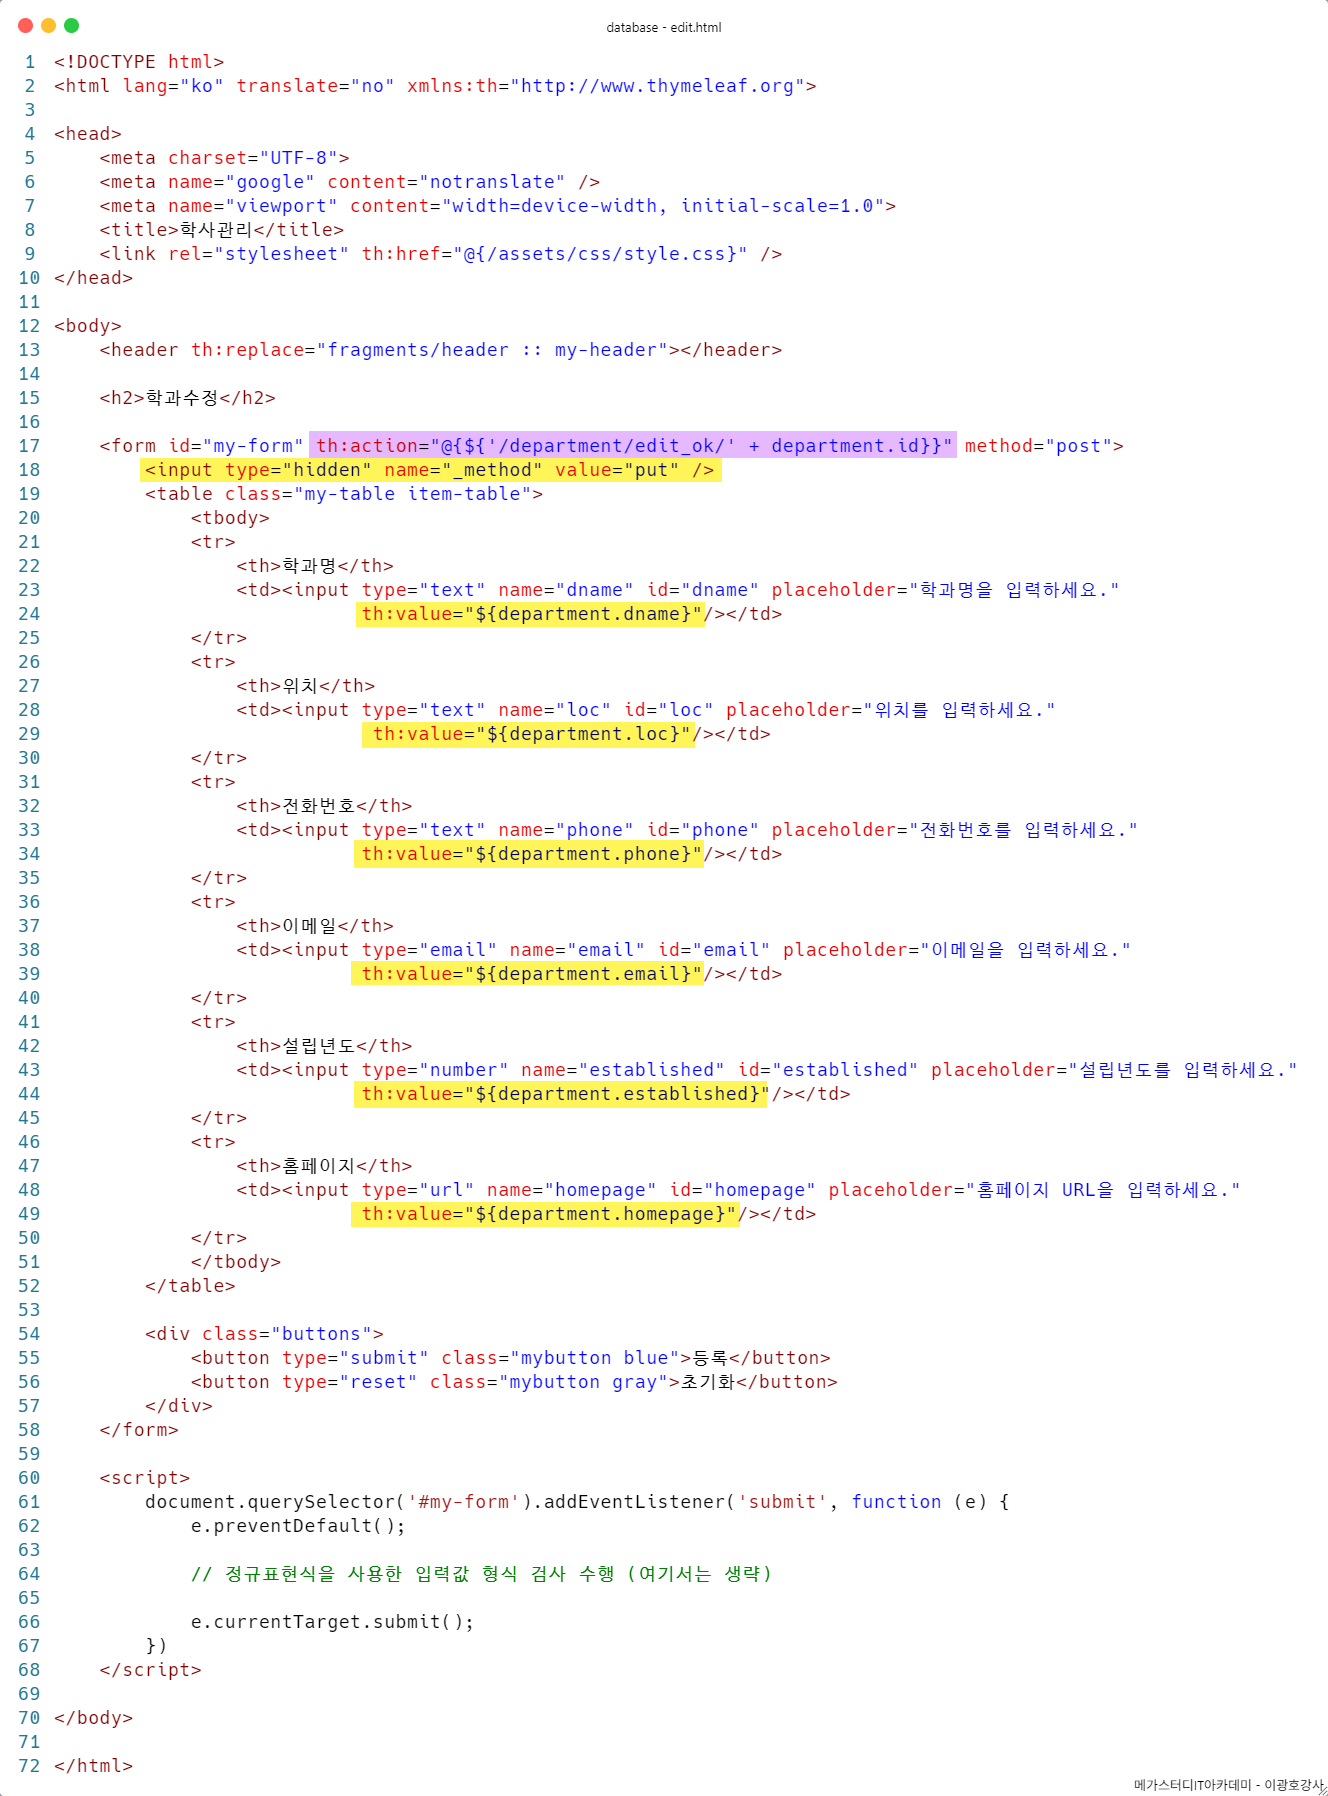 database - edit.html
1 <!DOCTYPE html>
2 <html lang="ko" translate="no" xmlns:th="http://www.thymeleaf.org">
3
4 <head>
5     <meta charset="UTF-8">
6     <meta name="google" content="notranslate" />
7     <meta name="viewport" content="width=device-width, initial-scale=1.0">
8     <title>학사관리</title>
9     <link rel="stylesheet" th:href="@{/assets/css/style.css}" />
10 </head>
11
12 <body>
13     <header th:replace="fragments/header :: my-header"></header>
14
15     <h2>학과수정</h2>
16
17     <form id="my-form" th:action="@{${'/department/edit_ok/' + department.id}}" method="post">
18         <input type="hidden" name="_method" value="put" />
19         <table class="my-table item-table">
20             <tbody>
21             <tr>
22                 <th>학과명</th>
23                 <td><input type="text" name="dname" id="dname" placeholder="학과명을 입력하세요."
24                            th:value="${department.dname}"/></td>
25             </tr>
26             <tr>
27                 <th>위치</th>
28                 <td><input type="text" name="loc" id="loc" placeholder="위치를 입력하세요."
29                             th:value="${department.loc}"/></td>
30             </tr>
31             <tr>
32                 <th>전화번호</th>
33                 <td><input type="text" name="phone" id="phone" placeholder="전화번호를 입력하세요."
34                            th:value="${department.phone}"/></td>
35             </tr>
36             <tr>
37                 <th>이메일</th>
38                 <td><input type="email" name="email" id="email" placeholder="이메일을 입력하세요."
39                            th:value="${department.email}"/></td>
40             </tr>
41             <tr>
42                 <th>설립년도</th>
43                 <td><input type="number" name="established" id="established" placeholder="설립년도를 입력하세요."
44                            th:value="${department.established}"/></td>
45             </tr>
46             <tr>
47                 <th>홈페이지</th>
48                 <td><input type="url" name="homepage" id="homepage" placeholder="홈페이지 URL을 입력하세요."
49                            th:value="${department.homepage}"/></td>
50             </tr>
51             </tbody>
52         </table>
53
54         <div class="buttons">
55             <button type="submit" class="mybutton blue">등록</button>
56             <button type="reset" class="mybutton gray">초기화</button>
57         </div>
58     </form>
59
60     <script>
61         document.querySelector('#my-form').addEventListener('submit', function (e) {
62             e.preventDefault();
63
64             // 정규표현식을 사용한 입력값 형식 검사 수행 (여기서는 생략)
65
66             e.currentTarget.submit();
67         })
68     </script>
69
70 </body>
71
72 </html>
메가스터디IT아카데미 - 이광호강사